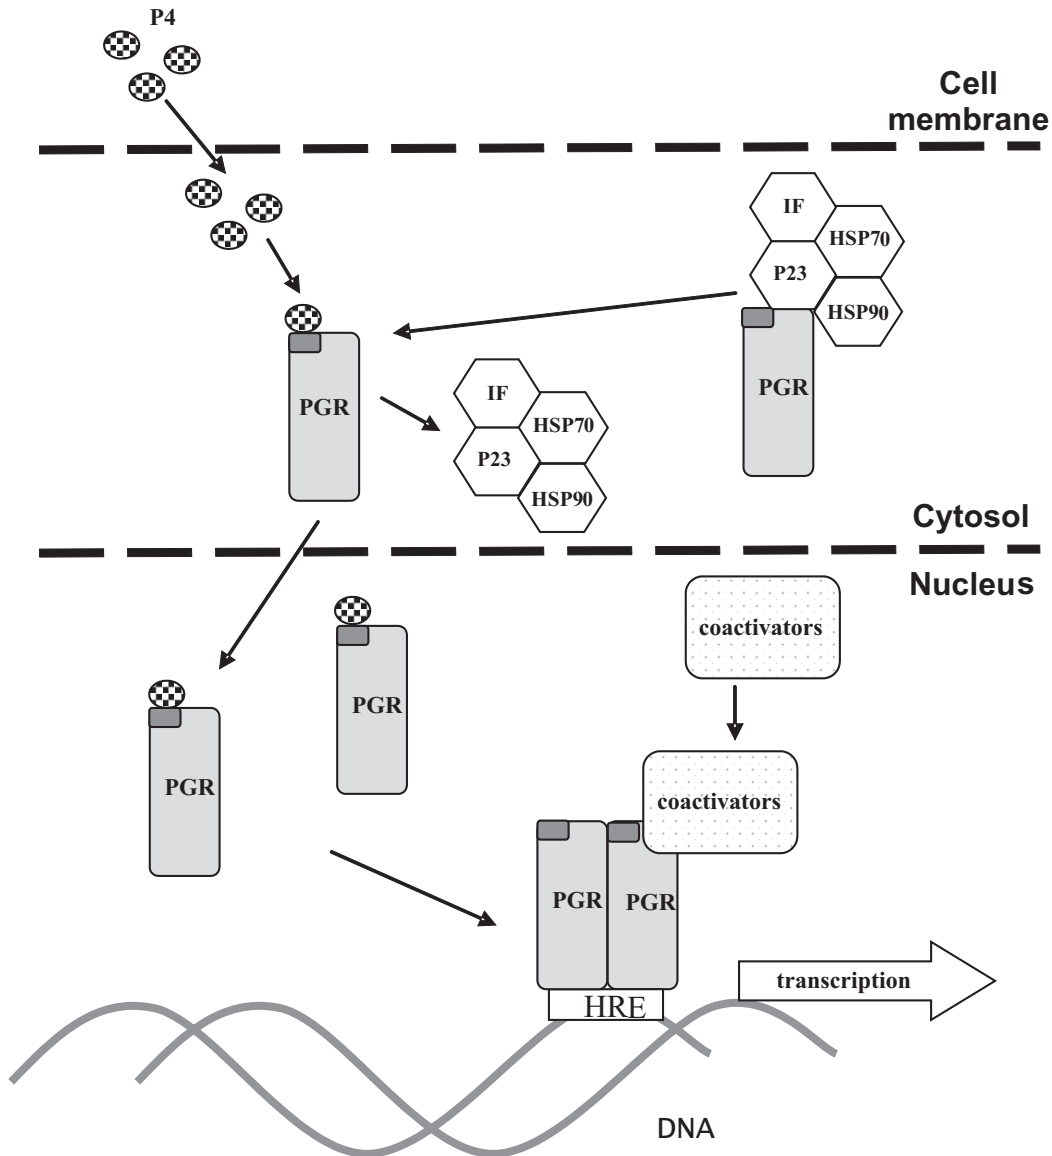 P4
Cell
membrane
IF
HSP70
P23
HSP90
PGR
PGR
IF
HSP70
P23
HSP90
Cytosol
Nucleus
coactivators
PGR
PGR
coactivators
PGR
PGR
transcription
HRE
DNA